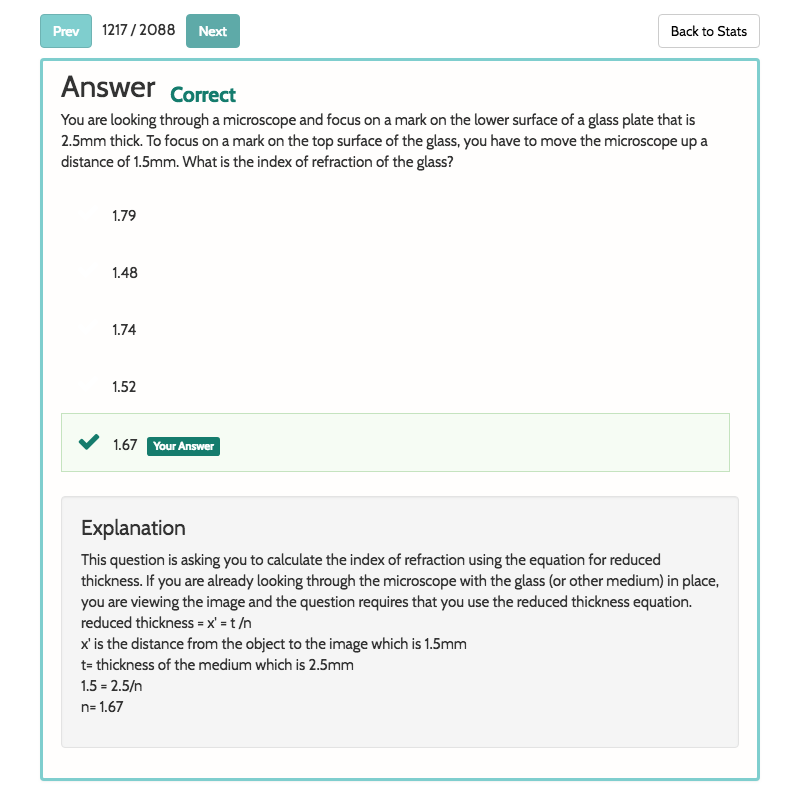 Prev 1217 / 2088 Next Back to Stats
Answer Correct
You are looking through a microscope and focus on a mark on the lower surface of a glass plate that is
2.5mm thick. To focus on a mark on the top surface of the glass, you have to move the microscope up a
distance of 1.5mm. What is the index of refraction of the glass?
1.79
1.48
1.74
1.52
1.67 Your Answer
Explanation
This question is asking you to calculate the index of refraction using the equation for reduced
thickness. If you are already looking through the microscope with the glass (or other medium) in place,
you are viewing the image and the question requires that you use the reduced thickness equation.
reduced thickness = x' = t /n
x' is the distance from the object to the image which is 1.5mm
t= thickness of the medium which is 2.5mm
1.5 = 2.5/n
n= 1.67